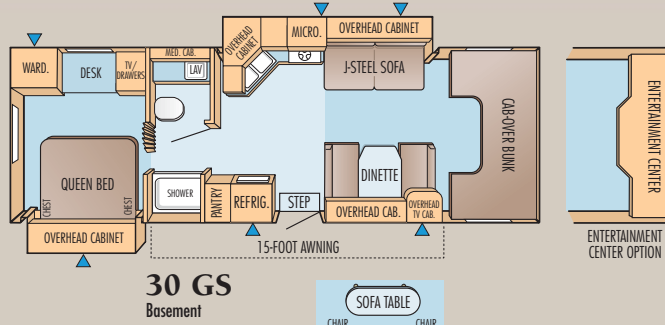 WARD.
DESK
TV/
DRAWERS
MED. CAB.
LAV
OVERHEAD
CABINET
MICRO.
OVERHEAD CABINET
J-STEEL SOFA
CAB-OVER BUNK
ENTERTAINMENT CENTER
QUEEN BED
CHEST
CHEST
OVERHEAD CABINET
SHOWER
PANTRY
REFRIG.
STEP
DINETTE
OVERHEAD CAB.
OVERHEAD
TV CAB.
15-FOOT AWNING
ENTERTAINMENT
CENTER OPTION
30 GS
Basement
SOFA TABLE
CHAIR
CHAIR